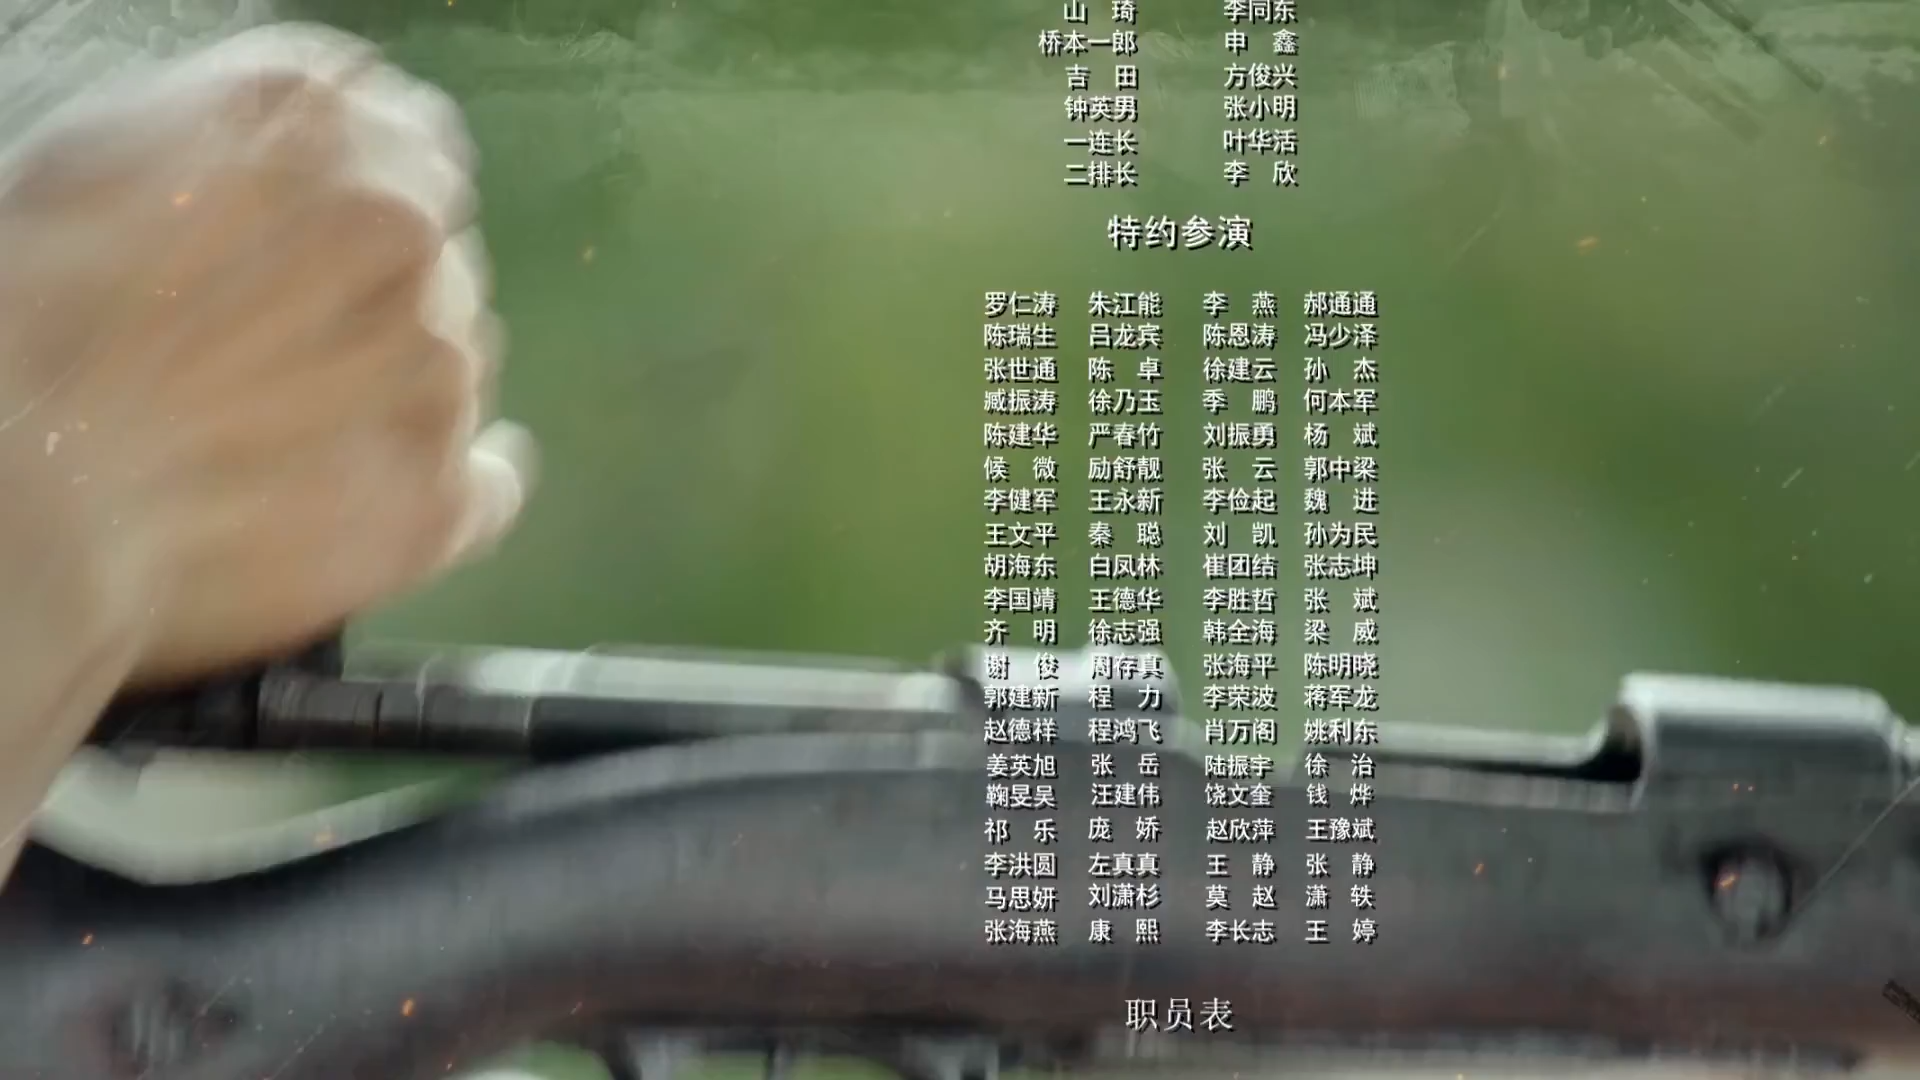 山 琦 李同东
桥本一郎 申 鑫
吉 田 方俊兴
钟英男 张小明
一连长 叶华活
二排长 李 欣
特约参演
罗仁涛 朱江能 李 燕 郝通通
陈瑞生 吕龙宾 陈恩涛 冯少泽
张世通 陈 卓 徐建云 孙 杰
臧振涛 徐乃玉 季 鹏 何本军
陈建华 严春竹 刘振勇 杨 斌
候 微 励舒靓 张 云 郭中梁
李健军 王永新 李俭起 魏 进
王文平 秦 聪 刘 凯 孙为民
胡海东 白凤林 崔团结 张志坤
李国靖 王德华 李胜哲 张 斌
齐 明 徐志强 韩全海 梁 威
谢 俊 周存真 张海平 陈明晓
郭建新 程 力 李荣波 蒋军龙
赵德祥 程鸿飞 肖万阁 姚利东
姜英旭 张 岳 陆振宇 徐 治
鞠旻昊 汪建伟 饶文奎 钱 烨
祁 乐 庞 娇 赵欣萍 王豫斌
李洪圆 左真真 王 静 张 静
马思妍 刘潇杉 莫 赵 潇 轶
张海燕 康 熙 李长志 王 婷
职员表